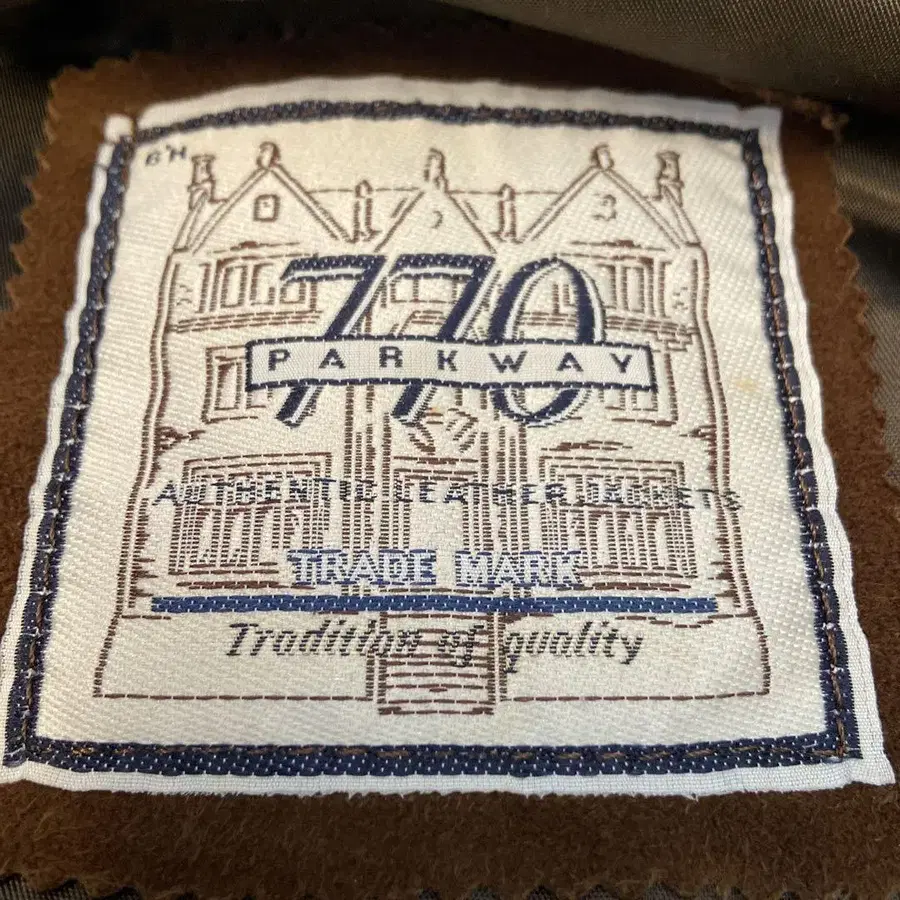 ב"ה
770
PARKWAY
AUTHENTIC LEATHER JACKETS
TRADE MARK
Tradition of quality